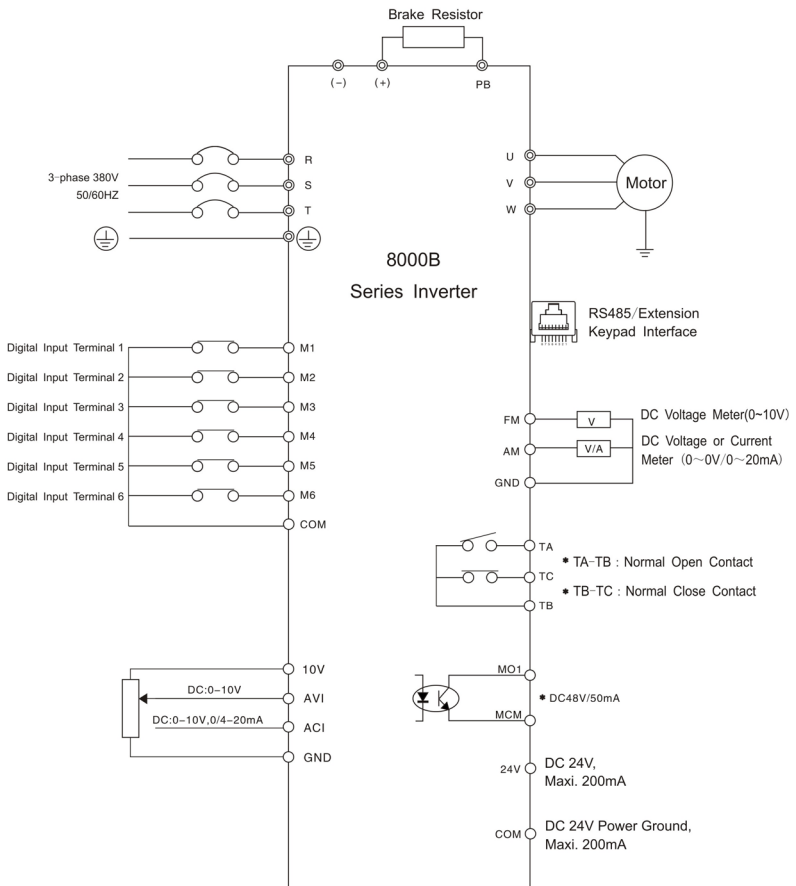 Brake Resistor
(-) (+) PB
R
S
T
3-phase 380V
50/60HZ
U
V
W
Motor
8000B
Series Inverter
RS485/Extension
Keypad Interface
Digital Input Terminal 1 M1
Digital Input Terminal 2 M2
Digital Input Terminal 3 M3
Digital Input Terminal 4 M4
Digital Input Terminal 5 M5
Digital Input Terminal 6 M6
COM
FM V DC Voltage Meter(0~10V)
AM V/A DC Voltage or Current
Meter (0~0V/0~20mA)
GND
TA
* TA-TB : Normal Open Contact
TC
* TB-TC : Normal Close Contact
TB
10V
DC:0-10V AVI
DC:0-10V,0/4-20mA ACI
GND
MO1
* DC48V/50mA
MCM
24V DC 24V,
Maxi. 200mA
COM DC 24V Power Ground,
Maxi. 200mA